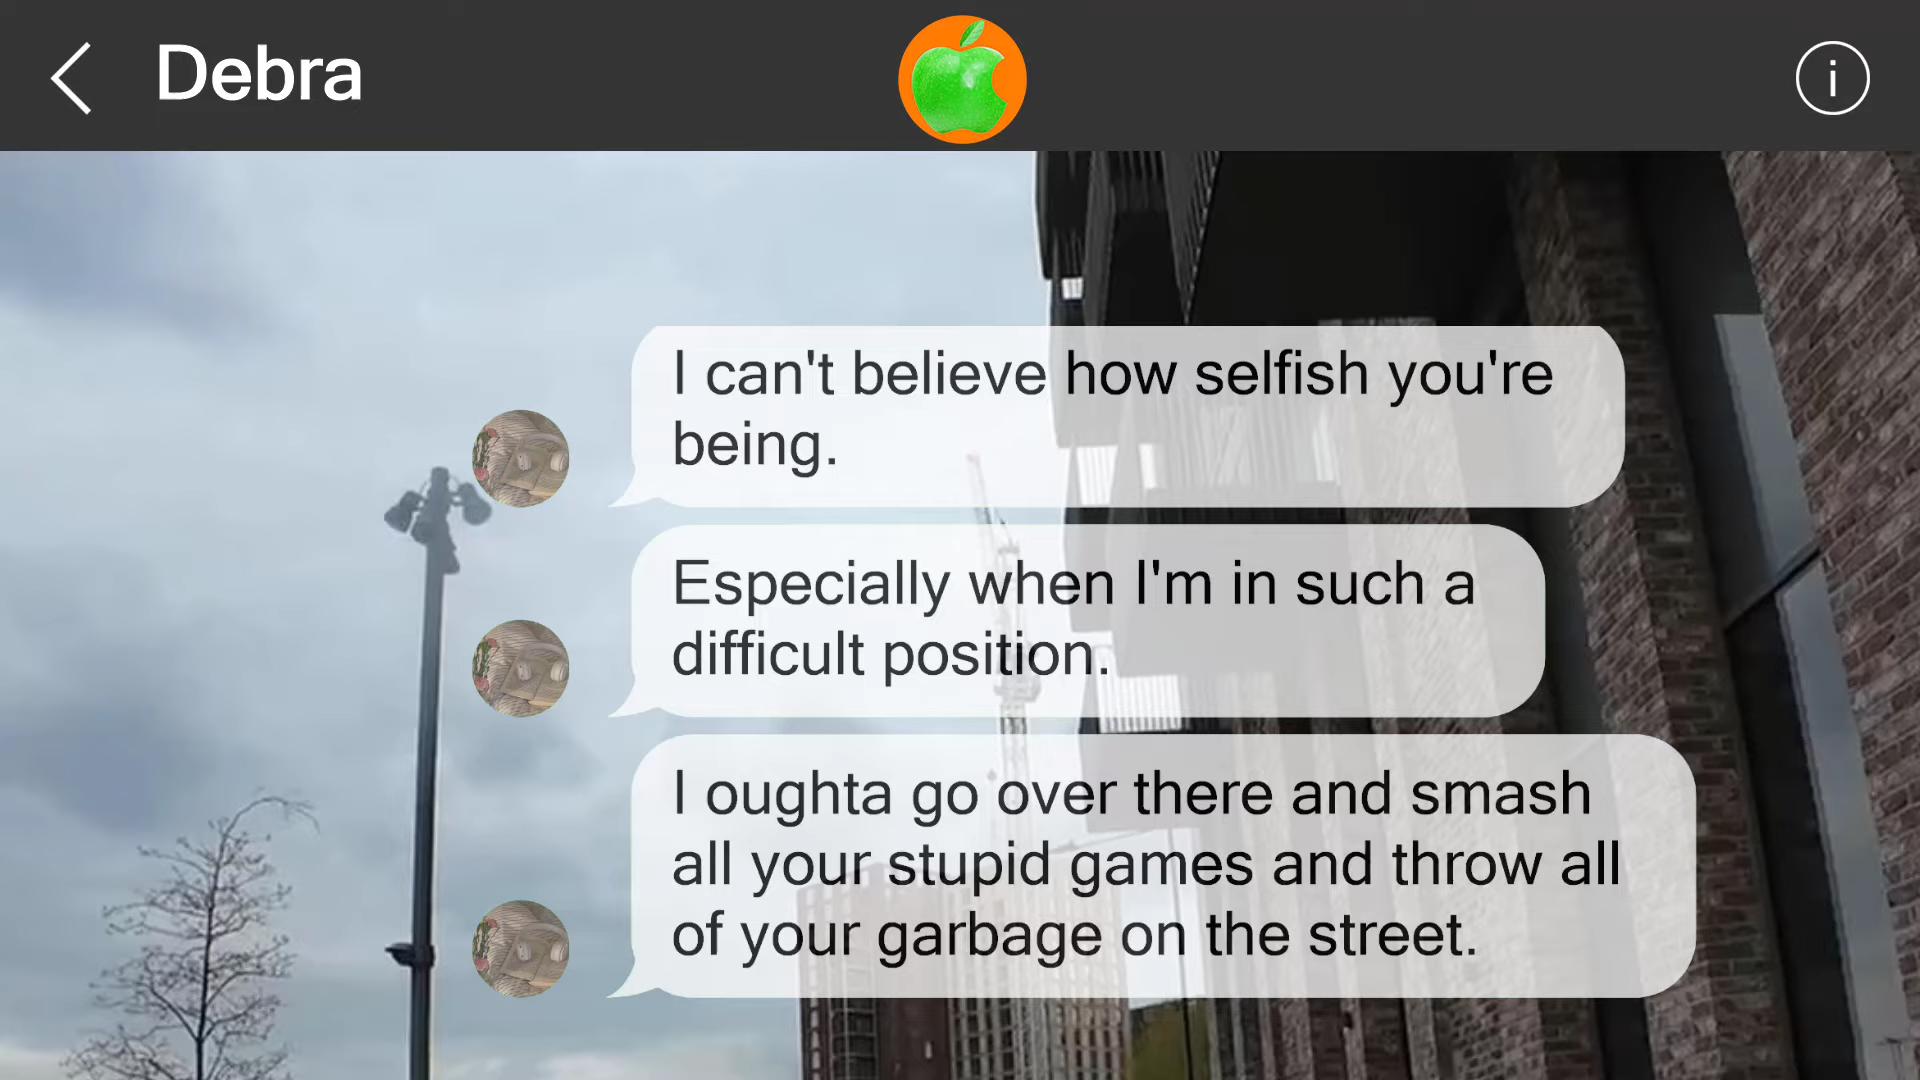 Debra
i
I can't believe how selfish you're
being.
Especially when I'm in such a
difficult position.
I oughta go over there and smash
all your stupid games and throw all
of your garbage on the street.